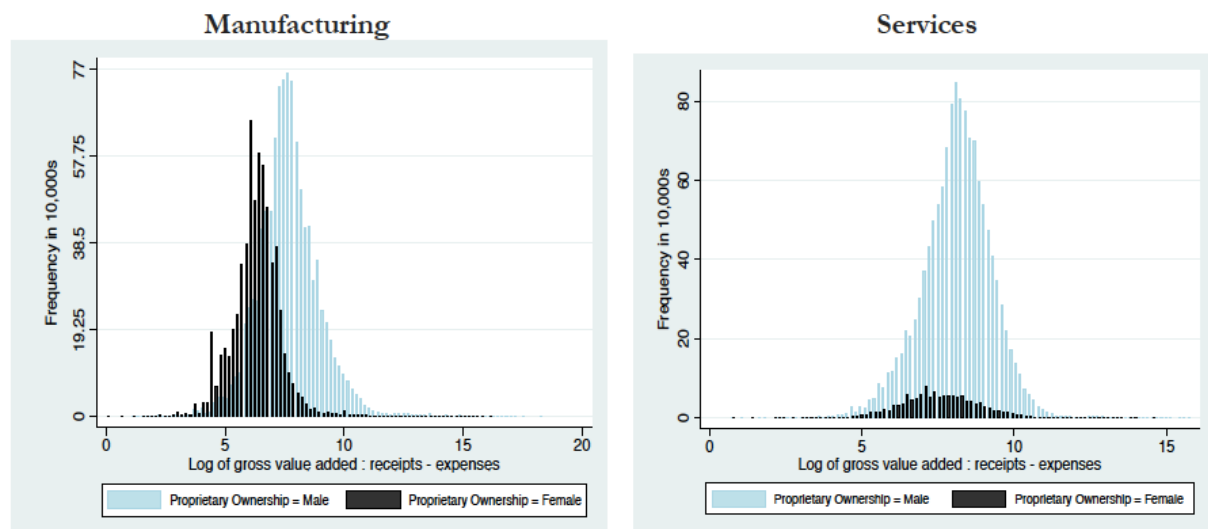 Manufacturing
Frequency in 10,000s
77
57.75
38.5
19.25
0
0 5 10 15 20
Log of gross value added : receipts - expenses
Proprietary Ownership = Male Proprietary Ownership = Female
Services
Frequency in 10,000s
80
60
40
20
0
0 5 10 15
Log of gross value added : receipts - expenses
Proprietary Ownership = Male Proprietary Ownership = Female